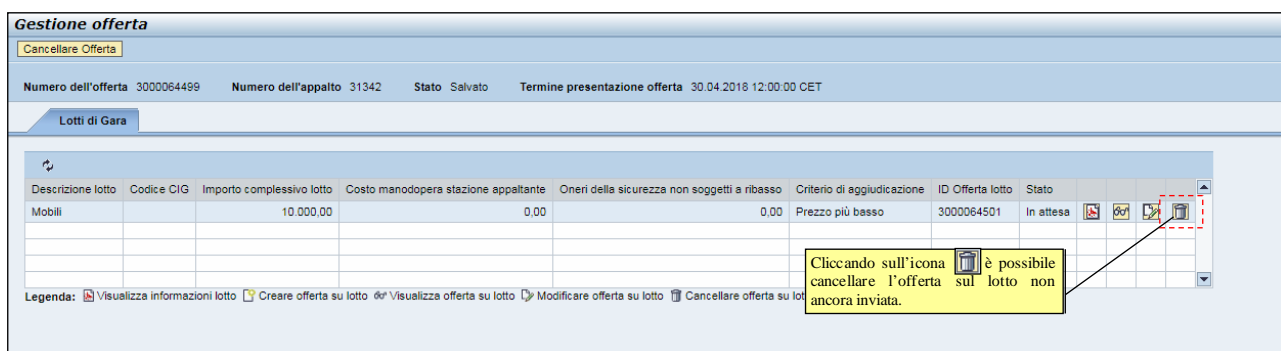 Gestione offerta
Cancellare Offerta
Numero dell'offerta 3000064499 Numero dell'appalto 31342 Stato Salvato Termine presentazione offerta 30.04.2018 12:00:00 CET
Lotti di Gara
Descrizione lotto Codice CIG Importo complessivo lotto Costo manodopera stazione appaltante Oneri della sicurezza non soggetti a ribasso Criterio di aggiudicazione ID Offerta lotto Stato
Mobili 10.000,00 0,00 0,00 Prezzo più basso 3000064501 In attesa
Cliccando sull'icona è possibile
cancellare l'offerta sul lotto non
ancora inviata.
Legenda: Visualizza informazioni lotto Creare offerta su lotto Visualizza offerta su lotto Modificare offerta su lotto Cancellare offerta su lot